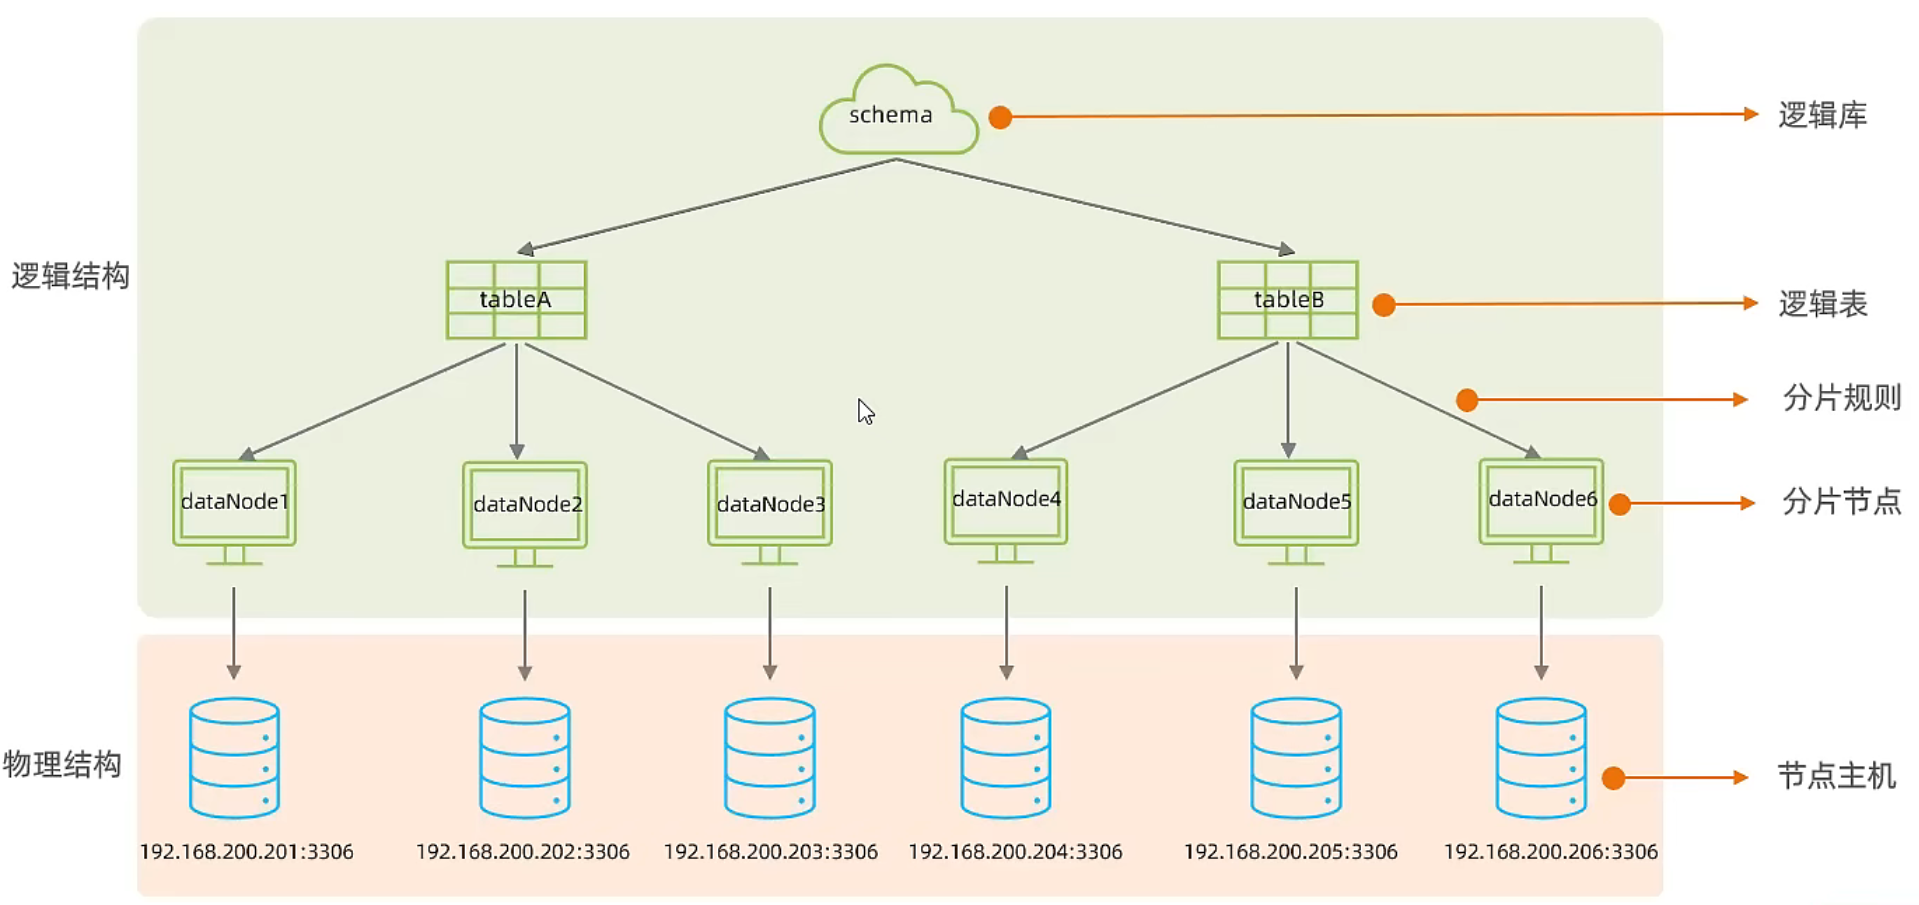 schema
逻辑库
逻辑结构
tableA
tableB
逻辑表
分片规则
dataNode1
dataNode2
dataNode3
dataNode4
dataNode5
dataNode6
分片节点
物理结构
节点主机
192.168.200.201:3306
192.168.200.202:3306
192.168.200.203:3306
192.168.200.204:3306
192.168.200.205:3306
192.168.200.206:3306